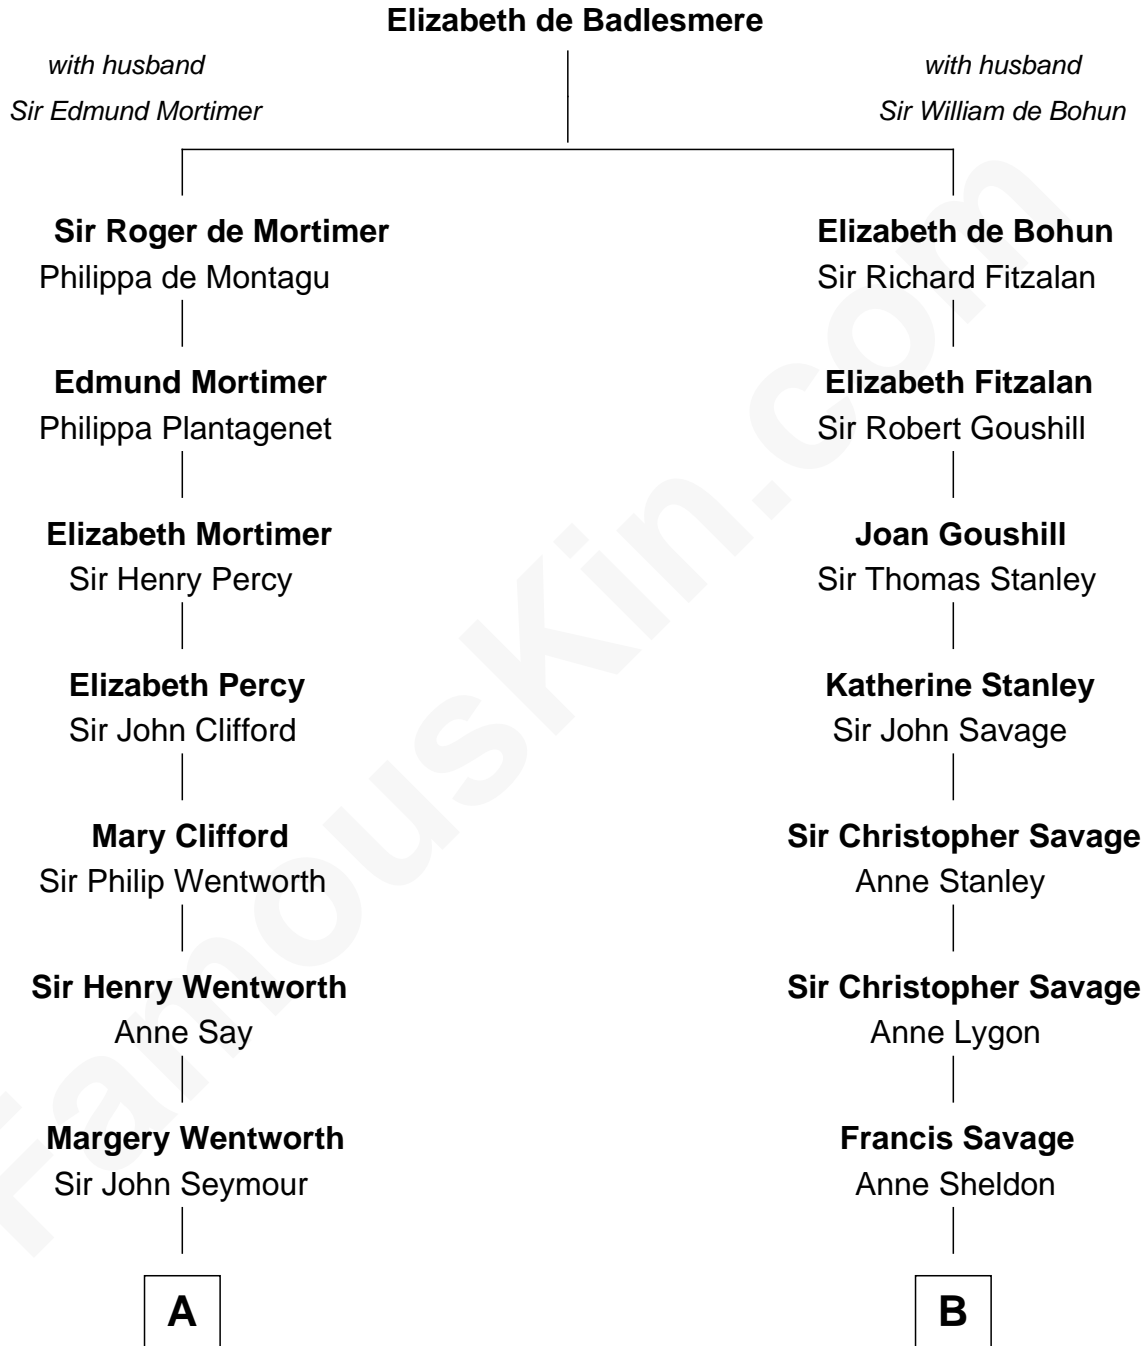 Elizabeth de Badlesmere
with husband
Sir Edmund Mortimer
with husband
Sir William de Bohun
Sir Roger de Mortimer
Philippa de Montagu
Elizabeth de Bohun
Sir Richard Fitzalan
Edmund Mortimer
Philippa Plantagenet
Elizabeth Fitzalan
Sir Robert Goushill
Elizabeth Mortimer
Sir Henry Percy
Joan Goushill
Sir Thomas Stanley
Elizabeth Percy
Sir John Clifford
Katherine Stanley
Sir John Savage
Mary Clifford
Sir Philip Wentworth
Sir Christopher Savage
Anne Stanley
Sir Henry Wentworth
Anne Say
Sir Christopher Savage
Anne Lygon
Margery Wentworth
Sir John Seymour
Francis Savage
Anne Sheldon
A
B
FamousKin.com